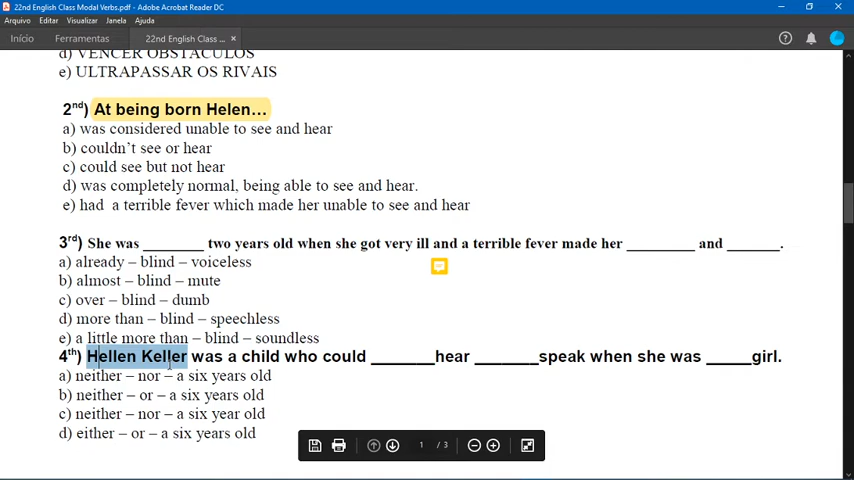 22nd English Class Modal Verbs.pdf - Adobe Acrobat Reader DC
Arquivo Editar Visualizar Janela Ajuda
Início Ferramentas 22nd English Class ... ×
d) VENCER OBSTÁCULOS
e) ULTRAPASSAR OS RIVAIS
2nd) At being born Helen…
a) was considered unable to see and hear
b) couldn’t see or hear
c) could see but not hear
d) was completely normal, being able to see and hear.
e) had a terrible fever which made her unable to see and hear
3rd) She was ________ two years old when she got very ill and a terrible fever made her _________ and _______.
a) already – blind – voiceless
b) almost – blind – mute
c) over – blind – dumb
d) more than – blind – speechless
e) a little more than – blind – soundless
4th) Hellen Keller was a child who could _______hear _______speak when she was _____girl.
a) neither – nor – a six years old
b) neither – or – a six years old
c) neither – nor – a six year old
d) either – or – a six years old
1 / 3